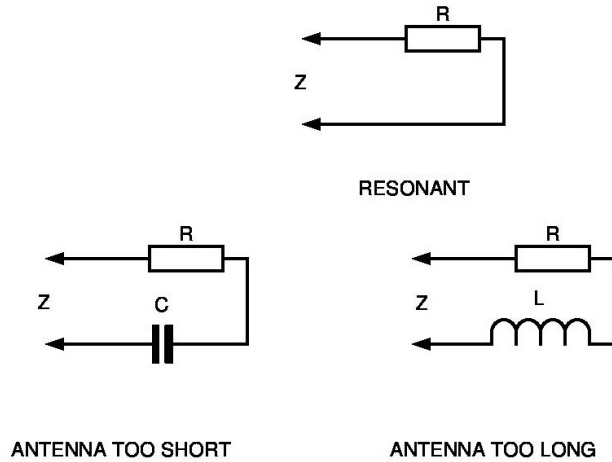 R
Z
RESONANT
R
Z
C
ANTENNA TOO SHORT
R
Z
L
ANTENNA TOO LONG